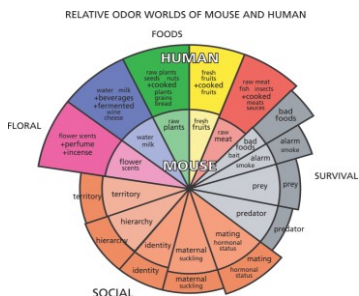 RELATIVE ODOR WORLDS OF MOUSE AND HUMAN
FOODS
HUMAN
water milk
+beverages
+fermented
wine
cheese
raw plants
seeds nuts
+cooked
plants
grains
bread
fresh
fruits
+cooked
fruits
raw meat
fish insects
+cooked
meats
sauces
bad
foods
alarm
smoke
prey
predator
FLORAL
flower scents
+perfume
+incense
SURVIVAL
MOUSE
flower
scents
water
milk
raw
plants
fresh
fruits
raw
meat
bad
foods
bait
alarm
smoke
prey
predator
mating
hormonal
status
maternal
suckling
identity
hierarchy
territory
territory
hierarchy
identity
maternal
suckling
mating
hormonal
status
SOCIAL